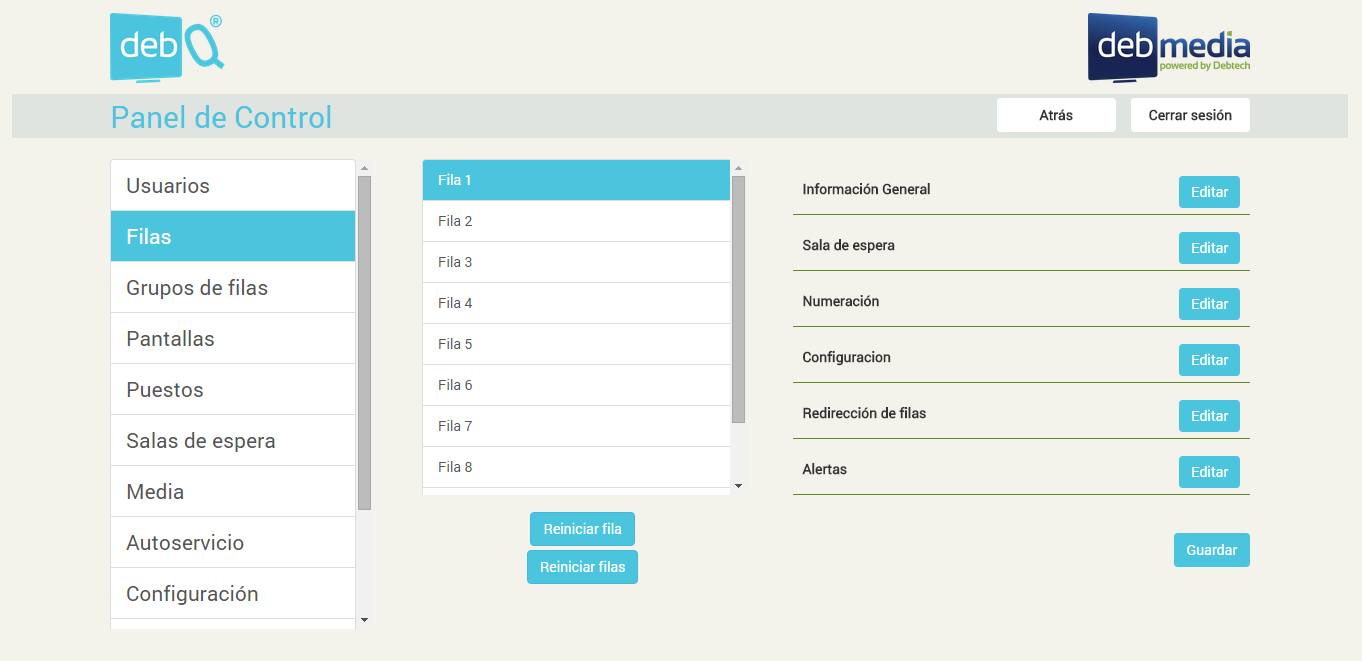 debQ®
debmedia
powered by Debtech
Panel de Control
Atrás
Cerrar sesión
Usuarios
Filas
Grupos de filas
Pantallas
Puestos
Salas de espera
Media
Autoservicio
Configuración
Fila 1
Fila 2
Fila 3
Fila 4
Fila 5
Fila 6
Fila 7
Fila 8
Reiniciar fila
Reiniciar filas
Información General
Editar
Sala de espera
Editar
Numeración
Editar
Configuracion
Editar
Redirección de filas
Editar
Alertas
Editar
Guardar